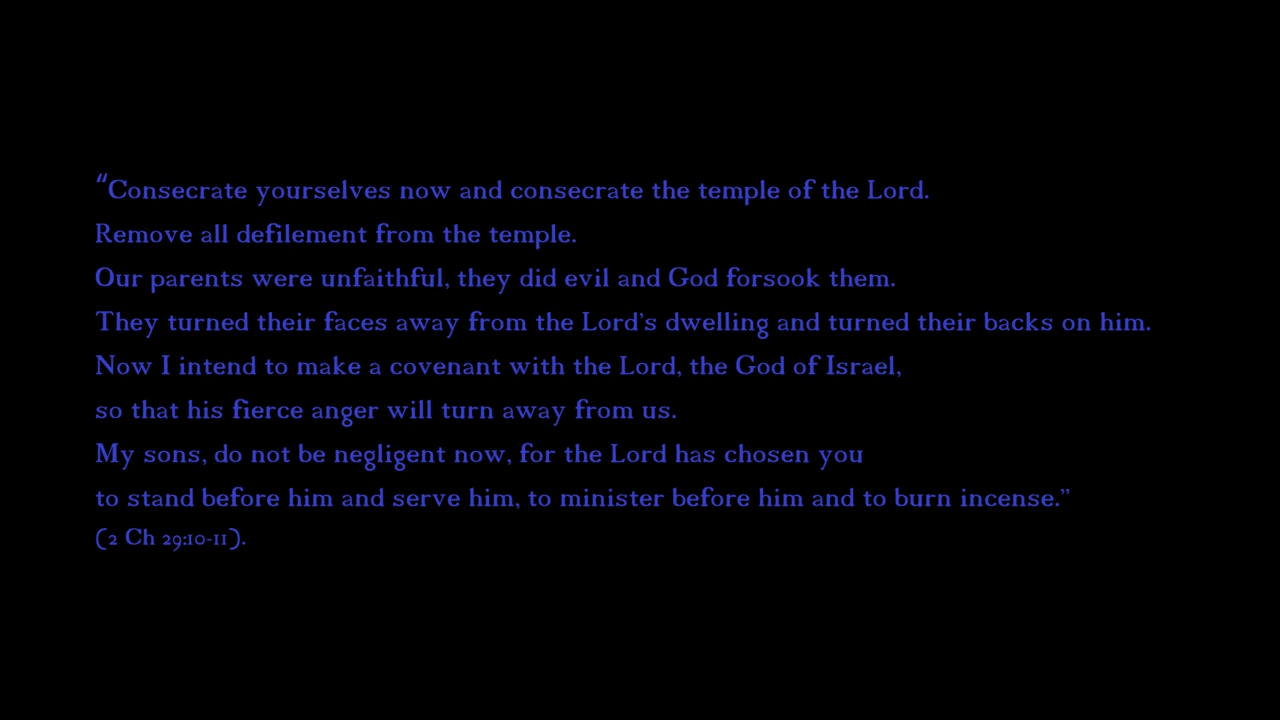 “Consecrate yourselves now and consecrate the temple of the Lord.
Remove all defilement from the temple.
Our parents were unfaithful, they did evil and God forsook them.
They turned their faces away from the Lord’s dwelling and turned their backs on him.
Now I intend to make a covenant with the Lord, the God of Israel,
so that his fierce anger will turn away from us.
My sons, do not be negligent now, for the Lord has chosen you
to stand before him and serve him, to minister before him and to burn incense.”
(2 Ch 29:10-11).